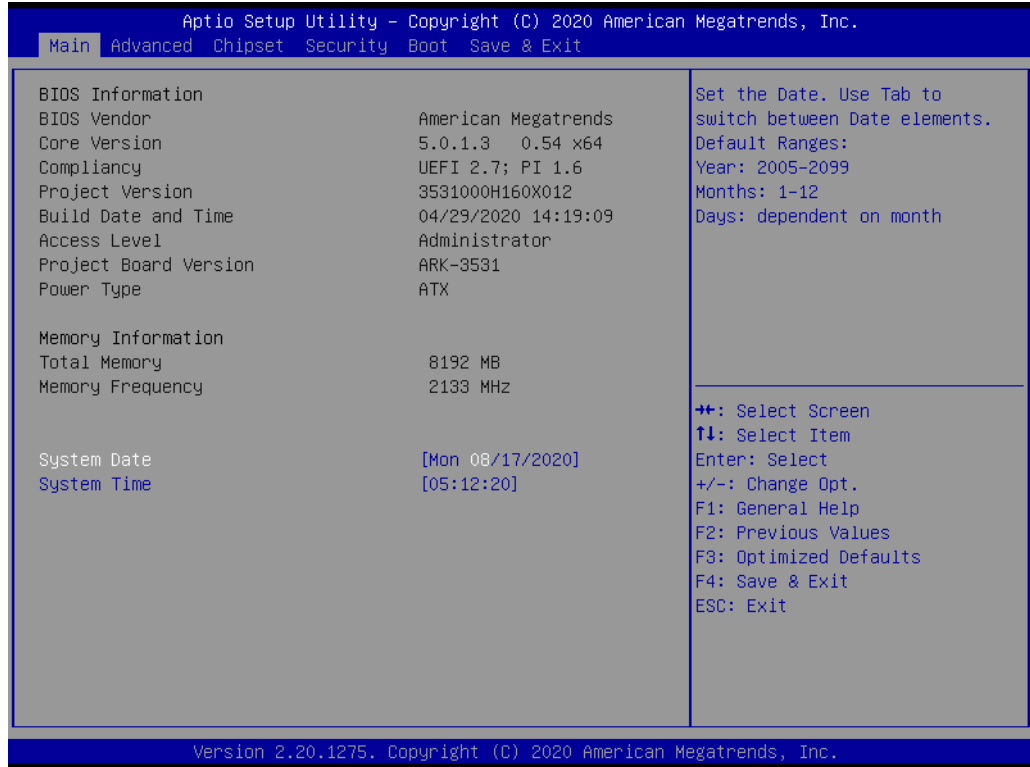 Aptio Setup Utility – Copyright (C) 2020 American Megatrends, Inc.
Main Advanced Chipset Security Boot Save & Exit
BIOS Information
BIOS Vendor American Megatrends
Core Version 5.0.1.3 0.54 x64
Compliancy UEFI 2.7; PI 1.6
Project Version 3531000H160X012
Build Date and Time 04/29/2020 14:19:09
Access Level Administrator
Project Board Version ARK-3531
Power Type ATX
Memory Information
Total Memory 8192 MB
Memory Frequency 2133 MHz
System Date [Mon 08/17/2020]
System Time [05:12:20]
Set the Date. Use Tab to
switch between Date elements.
Default Ranges:
Year: 2005-2099
Months: 1-12
Days: dependent on month
→←: Select Screen
↑↓: Select Item
Enter: Select
+/-: Change Opt.
F1: General Help
F2: Previous Values
F3: Optimized Defaults
F4: Save & Exit
ESC: Exit
Version 2.20.1275. Copyright (C) 2020 American Megatrends, Inc.